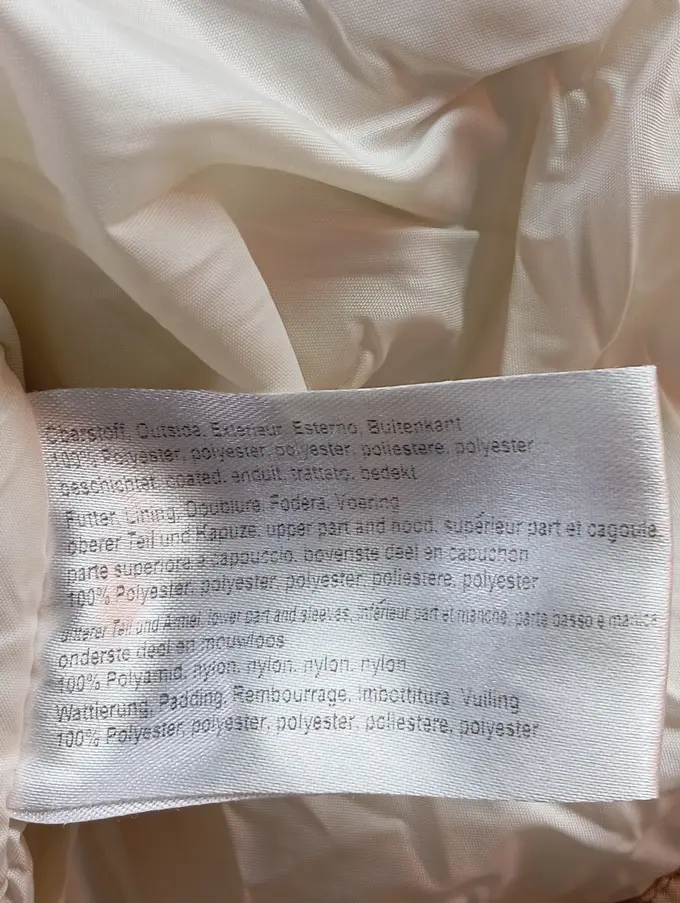 Oberstoff, Outside, Exterieur, Esterno, Buitenkant
100% Polyester, polyester, polyester, poliestere, polyester
beschichtet, coated, enduit, trattato, bedekt
Futter, Lining, Doublure, Fodera, Voering
oberer Teil und Kapuze, upper part and hood, supérieur part et cagoule
parte superiore a cappuccio, bovenste deel en capuchon
100% Polyester, polyester, polyester, poliestere, polyester
Teil und Ärmel, lower part and sleeves, inférieur part et manche, parte basso e manica
onderste deel en mouwloos
100% Polyamid, nylon, nylon, nylon, nylon
Wattierung, Padding, Rembourrage, Imbottitura, Vulling
100% Polyester, polyester, polyester, poliestere, polyester